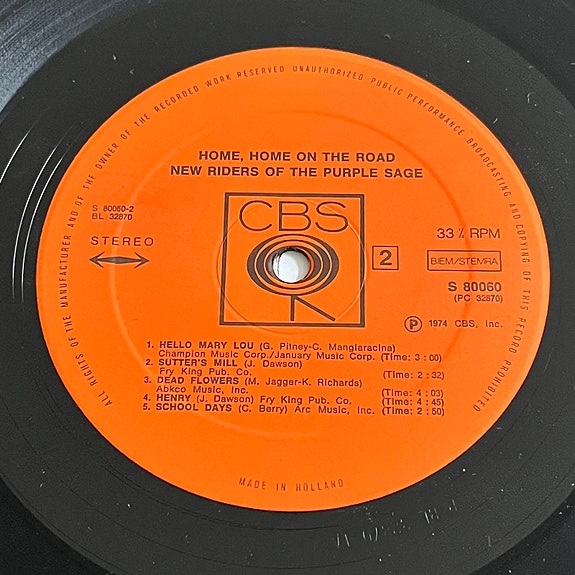 ALL RIGHTS OF THE MANUFACTURER AND OF THE OWNER OF THE RECORDED WORK RESERVED UNAUTHORIZED PUBLIC PERFORMANCE BROADCASTING AND COPYING OF THIS RECORD PROHIBITED
HOME, HOME ON THE ROAD
NEW RIDERS OF THE PURPLE SAGE
S 80060-2
BL 32870
STEREO
CBS
2
33 ⅓ RPM
BIEM/STEMRA
S 80060
(PC 32870)
Ⓟ 1974 CBS, Inc.
1. HELLO MARY LOU (G. Pitney-C. Mangiaracina)
Champion Music Corp./January Music Corp. (Time: 3 : 00)
2. SUTTER'S MILL (J. Dawson)
Fry King Pub. Co. (Time: 2 : 32)
3. DEAD FLOWERS (M. Jagger-K. Richards)
Abkco Music, Inc. (Time: 4 : 03)
4. HENRY (J. Dawson) Fry King Pub. Co. (Time: 4 : 45)
5. SCHOOL DAYS (C. Berry) Arc Music, Inc. (Time: 2 : 50)
MADE IN HOLLAND